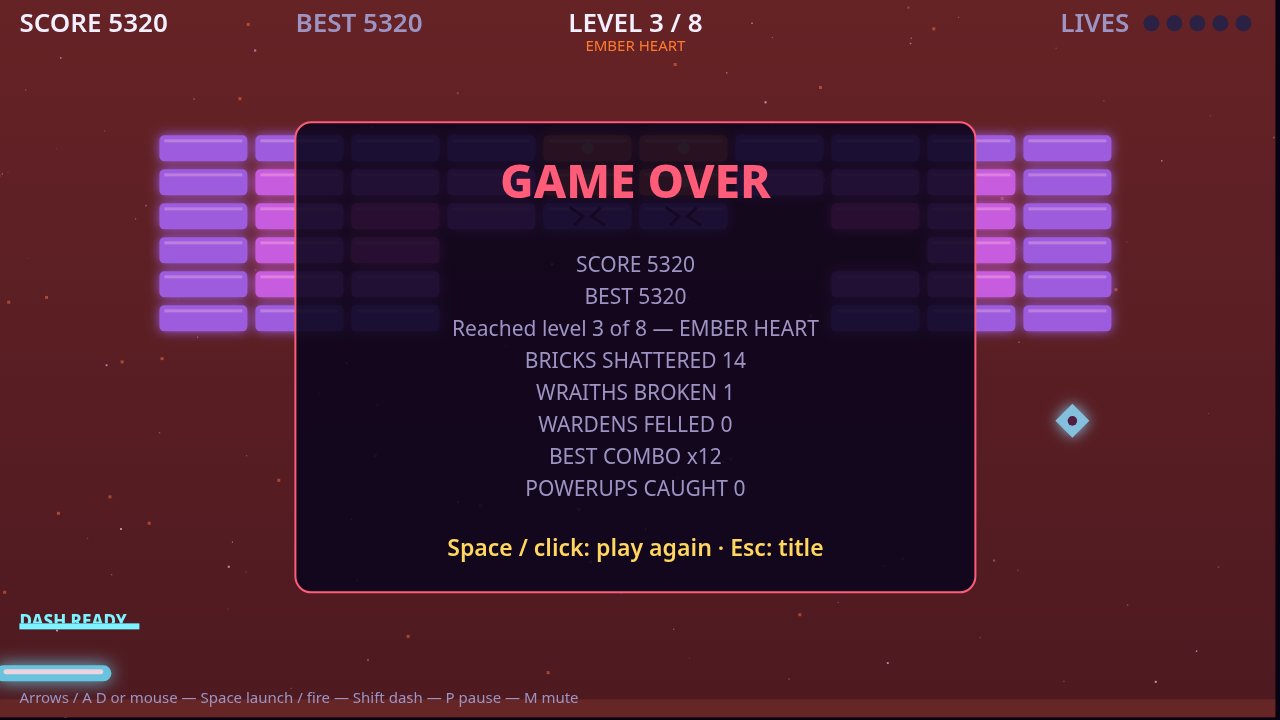 SCORE 5320
BEST 5320
LEVEL 3 / 8
LIVES
EMBER HEART
GAME OVER
SCORE 5320
BEST 5320
Reached level 3 of 8 — EMBER HEART
BRICKS SHATTERED 14
WRAITHS BROKEN 1
WARDENS FELLED 0
BEST COMBO x12
POWERUPS CAUGHT 0
Space / click: play again · Esc: title
DASH READY
Arrows / A D or mouse — Space launch / fire — Shift dash — P pause — M mute